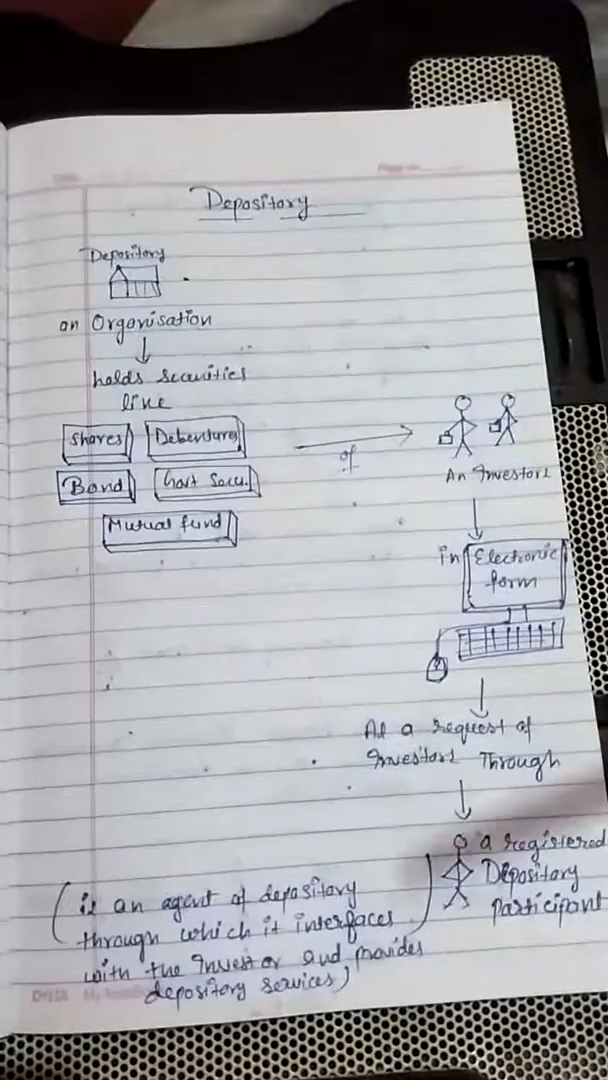 Depository
Depository
an Organisation
holds securities
like
Shares
Debentures
Bond
Govt Secu.
Mutual fund
of
An Investors
in Electronic
form
At a request of
Investors Through
a registered
Depository
participant
(is an agent of depository
through which it interfaces
with the Investor and provides
depository services)